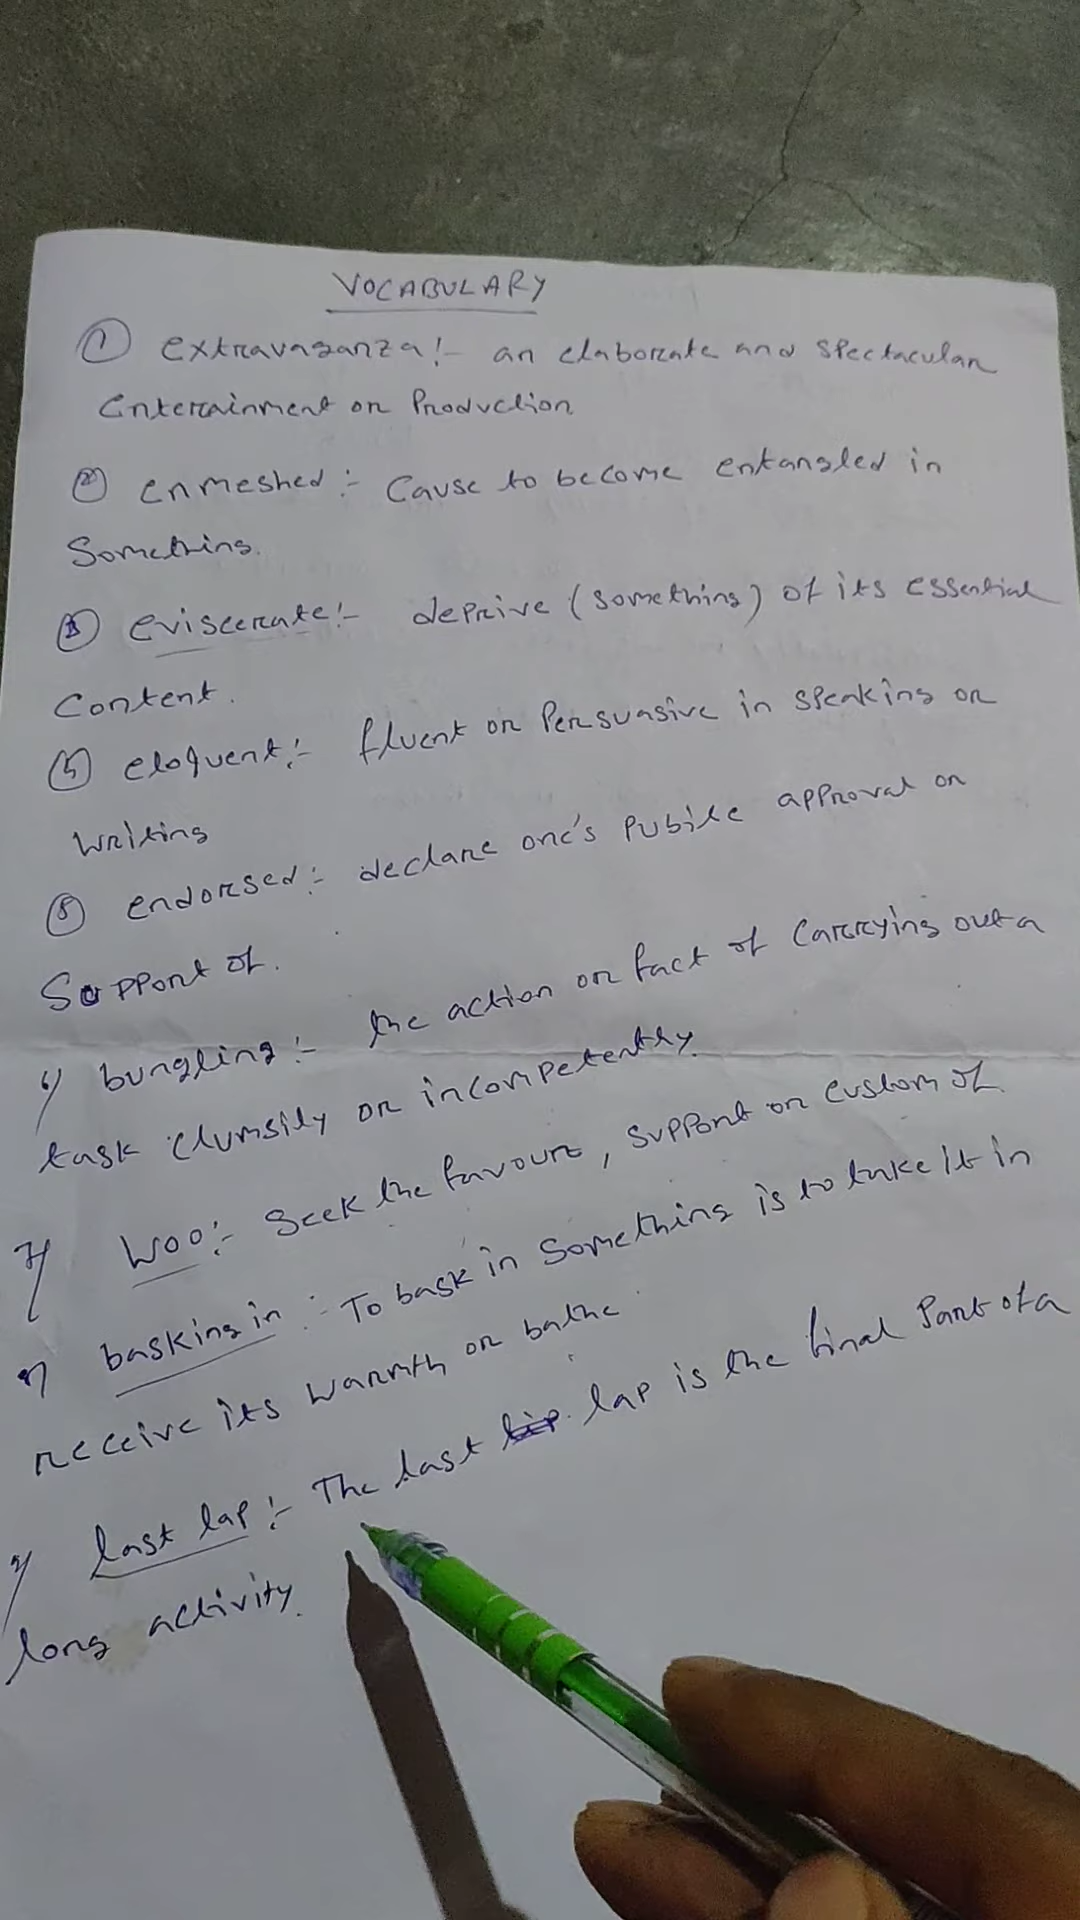 VOCABULARY
① extravaganza :- an elaborate and spectacular
entertainment or Production
② enmeshed :- Cause to become entangled in
Something.
③ eviscerate :- deprive (something) of its essential
Content.
④ eloquent :- fluent or Persuasive in speaking or
writing
⑤ endorsed :- declare one's pubile approval or
Support of.
6) bungling :- the action or fact of carrying out a
task clumsily or incompetently.
7) Woo :- Seek the favour, support or custom of.
8) basking in :- To bask in Something is to take it in
receive its warmth or bathe
9) last lap :- The last lap is the final part of a
long activity.